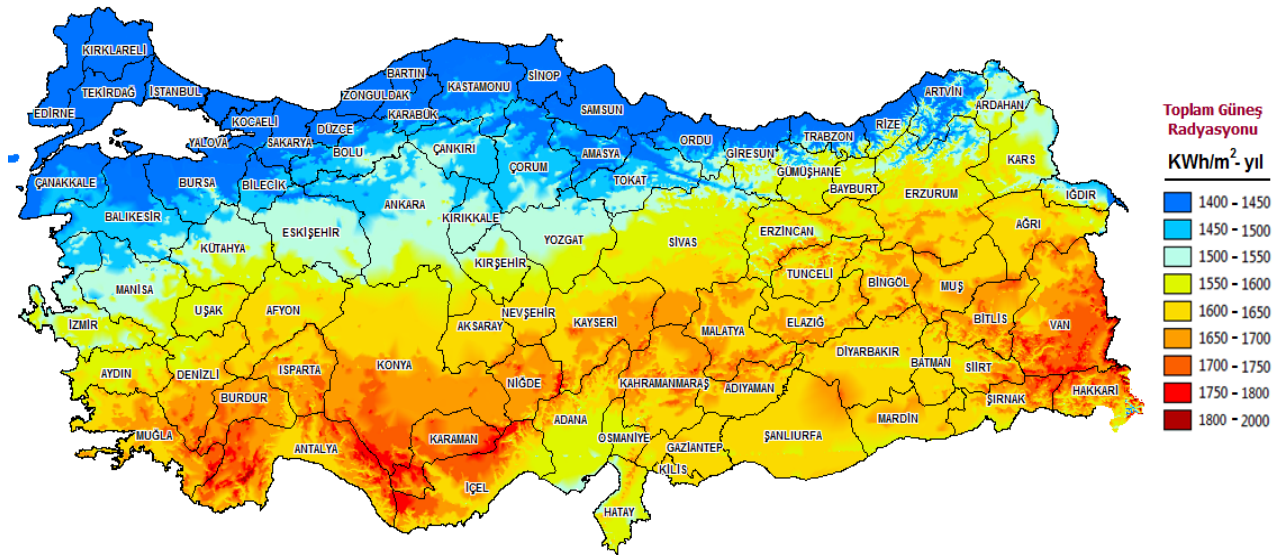 KIRKLARELİ
TEKİRDAĞ
İSTANBUL
EDİRNE
KOCAELİ
YALOVA
SAKARYA
DÜZCE
BOLU
ZONGULDAK
BARTIN
KARABÜK
KASTAMONU
SİNOP
SAMSUN
ÇANKIRI
ÇORUM
AMASYA
TOKAT
ORDU
GİRESUN
TRABZON
RİZE
ARTVİN
ARDAHAN
KARS
GÜMÜŞHANE
BAYBURT
ERZURUM
IĞDIR
AĞRI
ÇANAKKALE
BURSA
BİLECİK
BALIKESİR
KÜTAHYA
ESKİŞEHİR
ANKARA
KIRIKKALE
KIRŞEHİR
YOZGAT
SİVAS
ERZİNCAN
TUNCELİ
BİNGÖL
MUŞ
BİTLİS
VAN
MANİSA
İZMİR
UŞAK
AFYON
AKSARAY
NEVŞEHİR
KAYSERİ
MALATYA
ELAZIĞ
DİYARBAKIR
BATMAN
SİİRT
HAKKARİ
ŞIRNAK
AYDIN
DENİZLİ
ISPARTA
BURDUR
KONYA
NİĞDE
KAHRAMANMARAŞ
ADIYAMAN
MARDİN
MUĞLA
ANTALYA
KARAMAN
İÇEL
ADANA
OSMANİYE
GAZİANTEP
KİLİS
ŞANLIURFA
HATAY
Toplam Güneş
Radyasyonu
KWh/m²- yıl
1400 - 1450
1450 - 1500
1500 - 1550
1550 - 1600
1600 - 1650
1650 - 1700
1700 - 1750
1750 - 1800
1800 - 2000